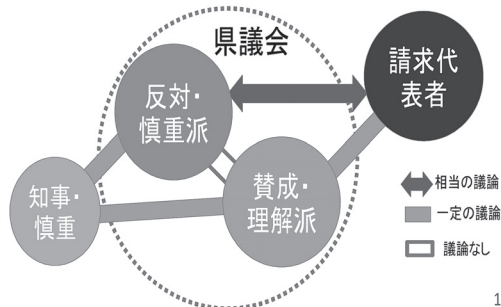 県議会
請求代
表者
反対・
慎重派
賛成・
理解派
知事・
慎重
相当の議論
一定の議論
議論なし
1